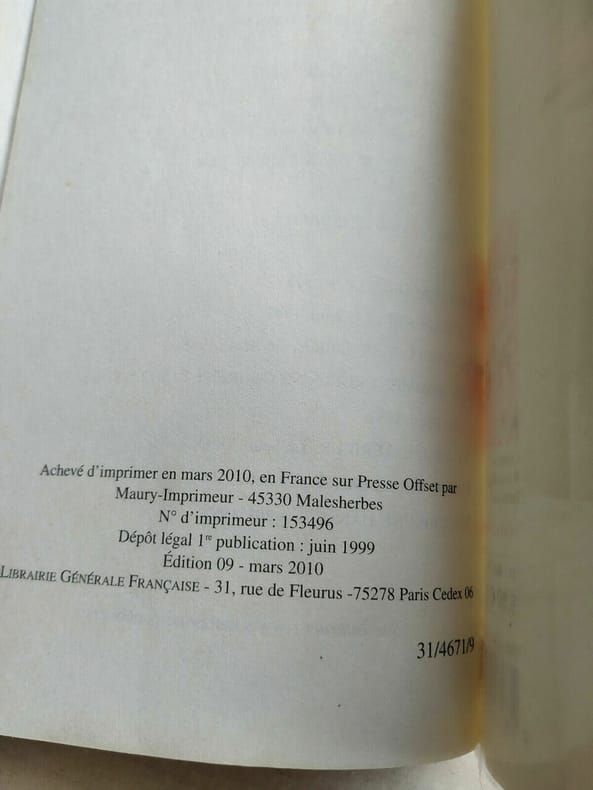 Achevé d'imprimer en mars 2010, en France sur Presse Offset par
Maury-Imprimeur - 45330 Malesherbes
N° d'imprimeur : 153496
Dépôt légal 1re publication : juin 1999
Édition 09 - mars 2010
LIBRAIRIE GÉNÉRALE FRANÇAISE - 31, rue de Fleurus -75278 Paris Cedex 06
31/4671/9